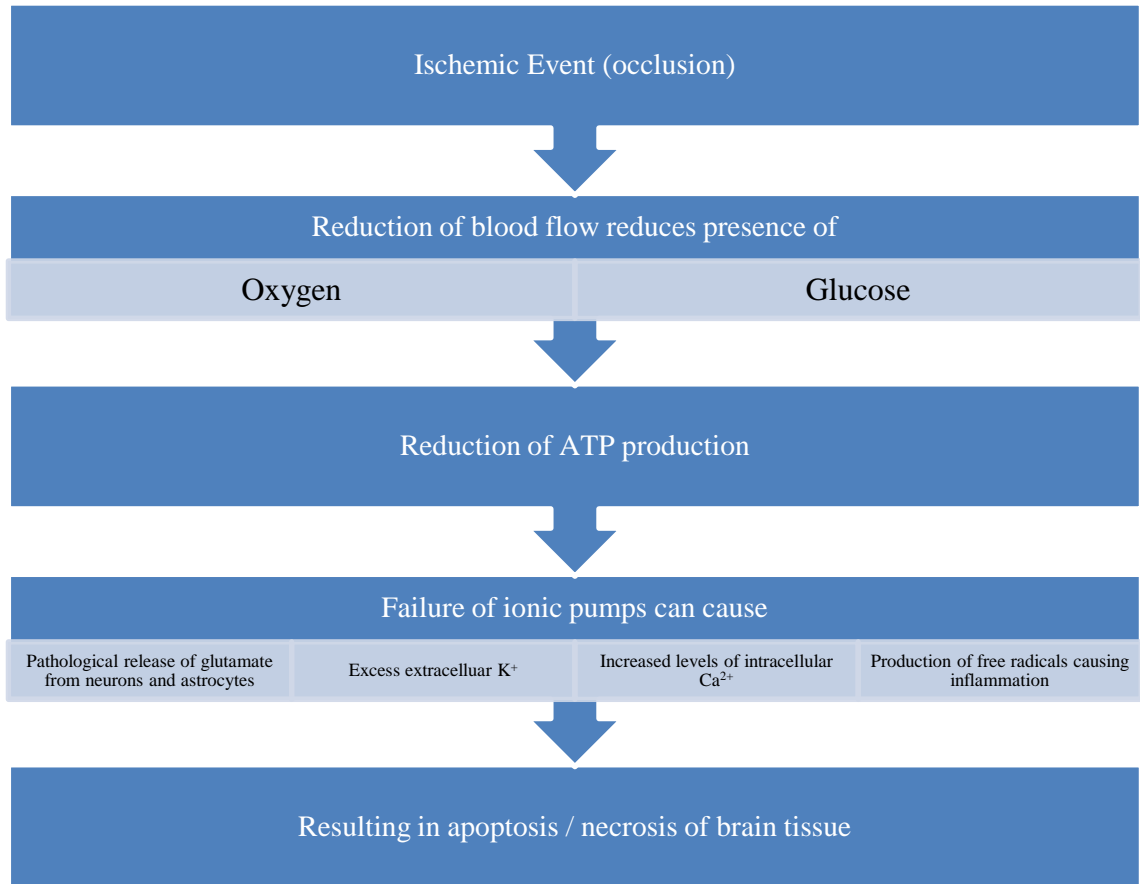 Ischemic Event (occlusion)
Reduction of blood flow reduces presence of
Oxygen
Glucose
Reduction of ATP production
Failure of ionic pumps can cause
Pathological release of glutamate
from neurons and astrocytes
Excess extracelluar K⁺
Increased levels of intracellular
Ca²⁺
Production of free radicals causing
inflammation
Resulting in apoptosis / necrosis of brain tissue